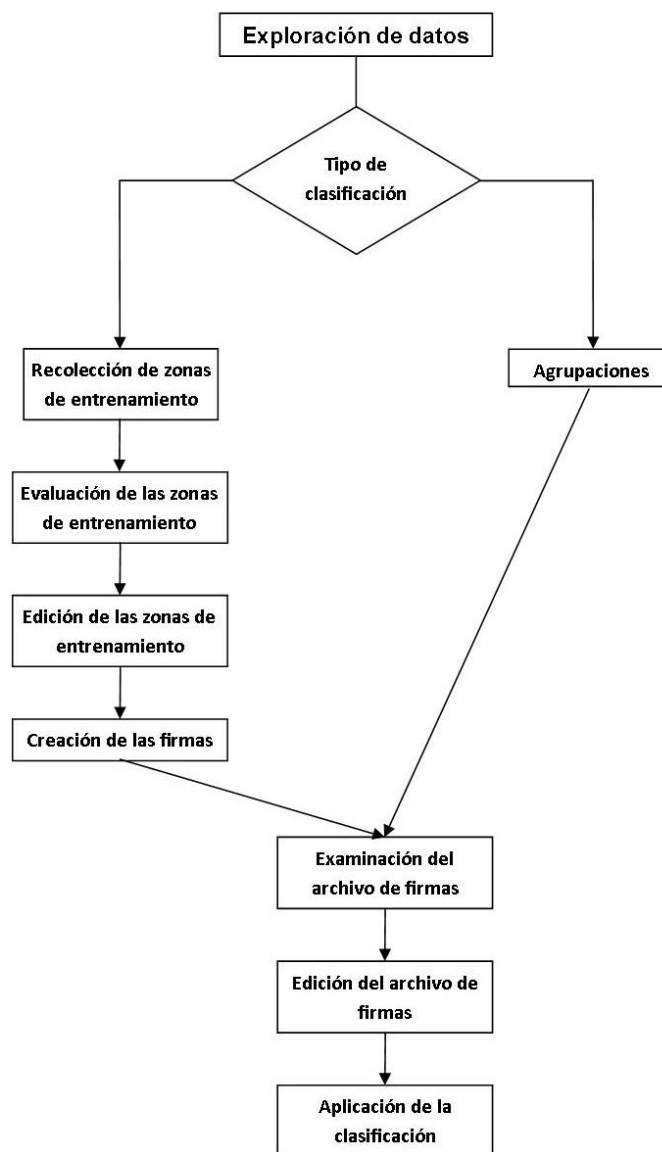 Exploración de datos
Tipo de
clasificación
Recolección de zonas
de entrenamiento
Agrupaciones
Evaluación de las zonas
de entrenamiento
Edición de las zonas de
entrenamiento
Creación de las firmas
Examinación del
archivo de firmas
Edición del archivo de
firmas
Aplicación de la
clasificación